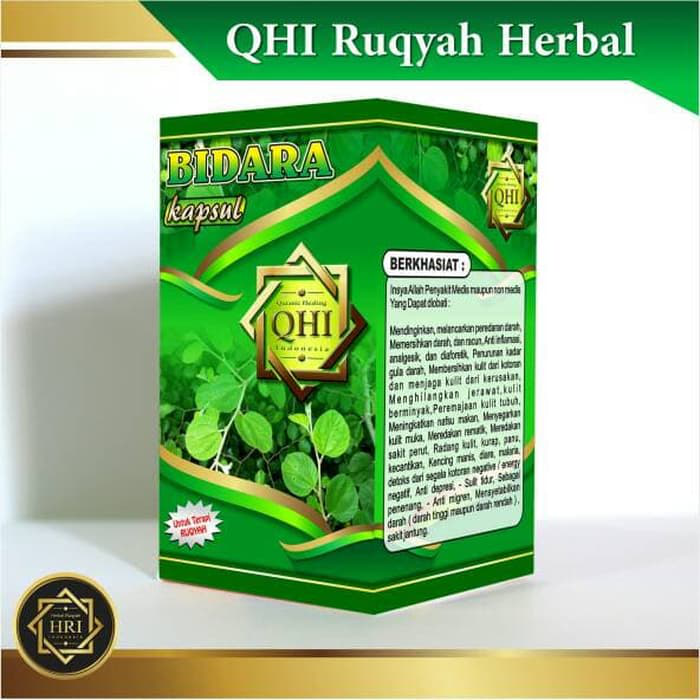 QHI Ruqyah Herbal
BIDARA
kapsul
QHI
Quranic Healing
QHI
Indonesia
Untuk Terapi
RUQYAH
BERKHASIAT :
Insya Allah Penyakit Medis maupun non medis
Yang Dapat diobati :
Mendinginkan, melancarkan peredaran darah,
Memersihkan darah, dan racun, Anti inflamasi,
analgesik, dan diaforetik, Penurunan kadar
gula darah, Membersihkan kulit dari kotoran
dan menjaga kulit dari kerusakan,
Menghilangkan jerawat,kulit
berminyak,Peremajaan kulit tubuh,
Meningkatkan nafsu makan, Menyegarkan
kulit muka, Meredakan rematik, Meredakan
sakit perut, Radang kulit, kurap, panu,
kecantikan, Kencing manis, diare, malaria,
detoks dari segala kotoran negative / energy
negatif, Anti depresi, - Sulit tidur, Sebagai
penenang, - Anti migren, Mensyetabilkan
darah ( darah tinggi maupun darah rendah ),
sakit jantung.
Herbal Ruqyah
HRI
INDONESIA